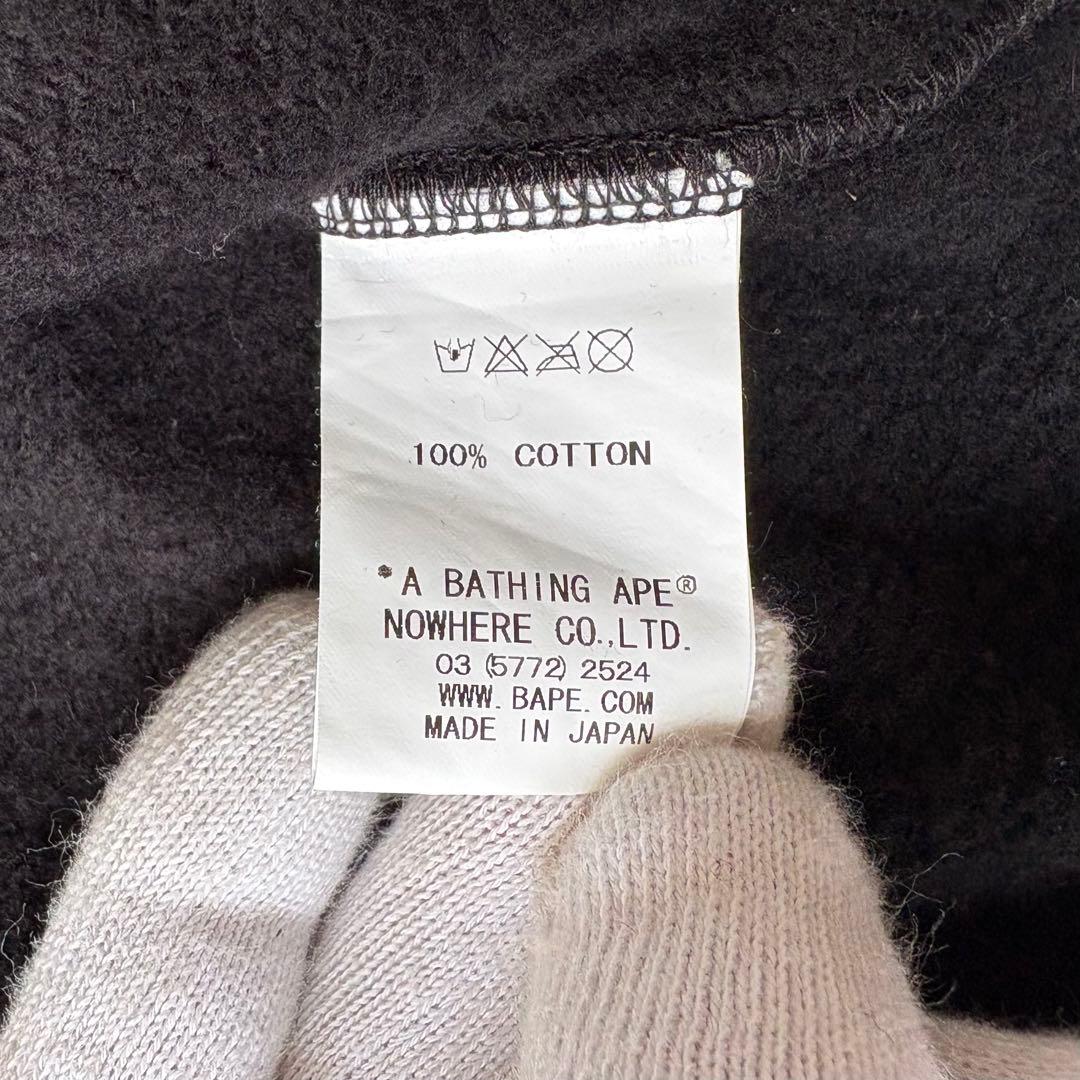 100% COTTON
*A BATHING APE®
NOWHERE CO.,LTD.
03 (5772) 2524
WWW.BAPE.COM
MADE IN JAPAN